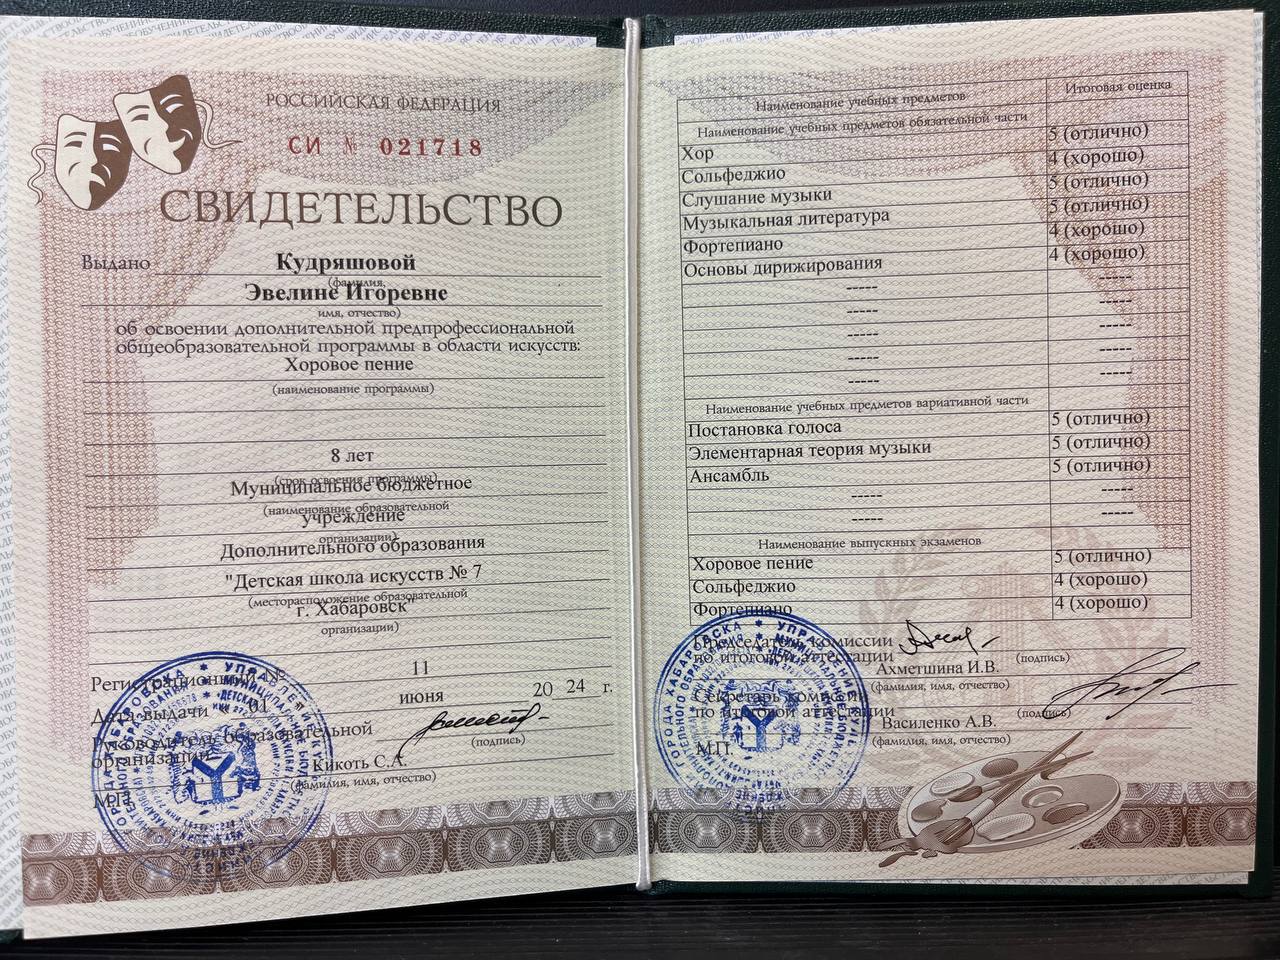 РОССИЙСКАЯ ФЕДЕРАЦИЯ
СИ № 021718
СВИДЕТЕЛЬСТВО
Выдано Кудряшовой
(фамилия,
Эвелине Игоревне
имя, отчество)
об освоении дополнительной предпрофессиональной
общеобразовательной программы в области искусств:
Хоровое пение
(наименование программы)
8 лет
(срок освоения программы)
Муниципальное бюджетное
(наименование образовательной
учреждение
организации)
Дополнительного образования
"Детская школа искусств № 7
(месторасположение образовательной
г. Хабаровск"
организации)
Регистрационный № 11
Дата выдачи 01 июня 20 24 г.
Руководитель образовательной
организации
(подпись)
Кикоть С.А.
(фамилия, имя, отчество)
М.П.
Наименование учебных предметов Итоговая оценка
Наименование учебных предметов обязательной части
Хор 5 (отлично)
Сольфеджио 4 (хорошо)
Слушание музыки 5 (отлично)
Музыкальная литература 5 (отлично)
Фортепиано 4 (хорошо)
Основы дирижирования 4 (хорошо)
----- -----
----- -----
----- -----
----- -----
----- -----
Наименование учебных предметов вариативной части
Постановка голоса 5 (отлично)
Элементарная теория музыки 5 (отлично)
Ансамбль 5 (отлично)
----- -----
----- -----
Наименование выпускных экзаменов
Хоровое пение 5 (отлично)
Сольфеджио 4 (хорошо)
Фортепиано 4 (хорошо)
Председатель комиссии
по итоговой аттестации
(подпись)
Ахметшина И.В.
(фамилия, имя, отчество)
Секретарь комиссии
по итоговой аттестации
(подпись)
Василенко А.В.
(фамилия, имя, отчество)
М.П.